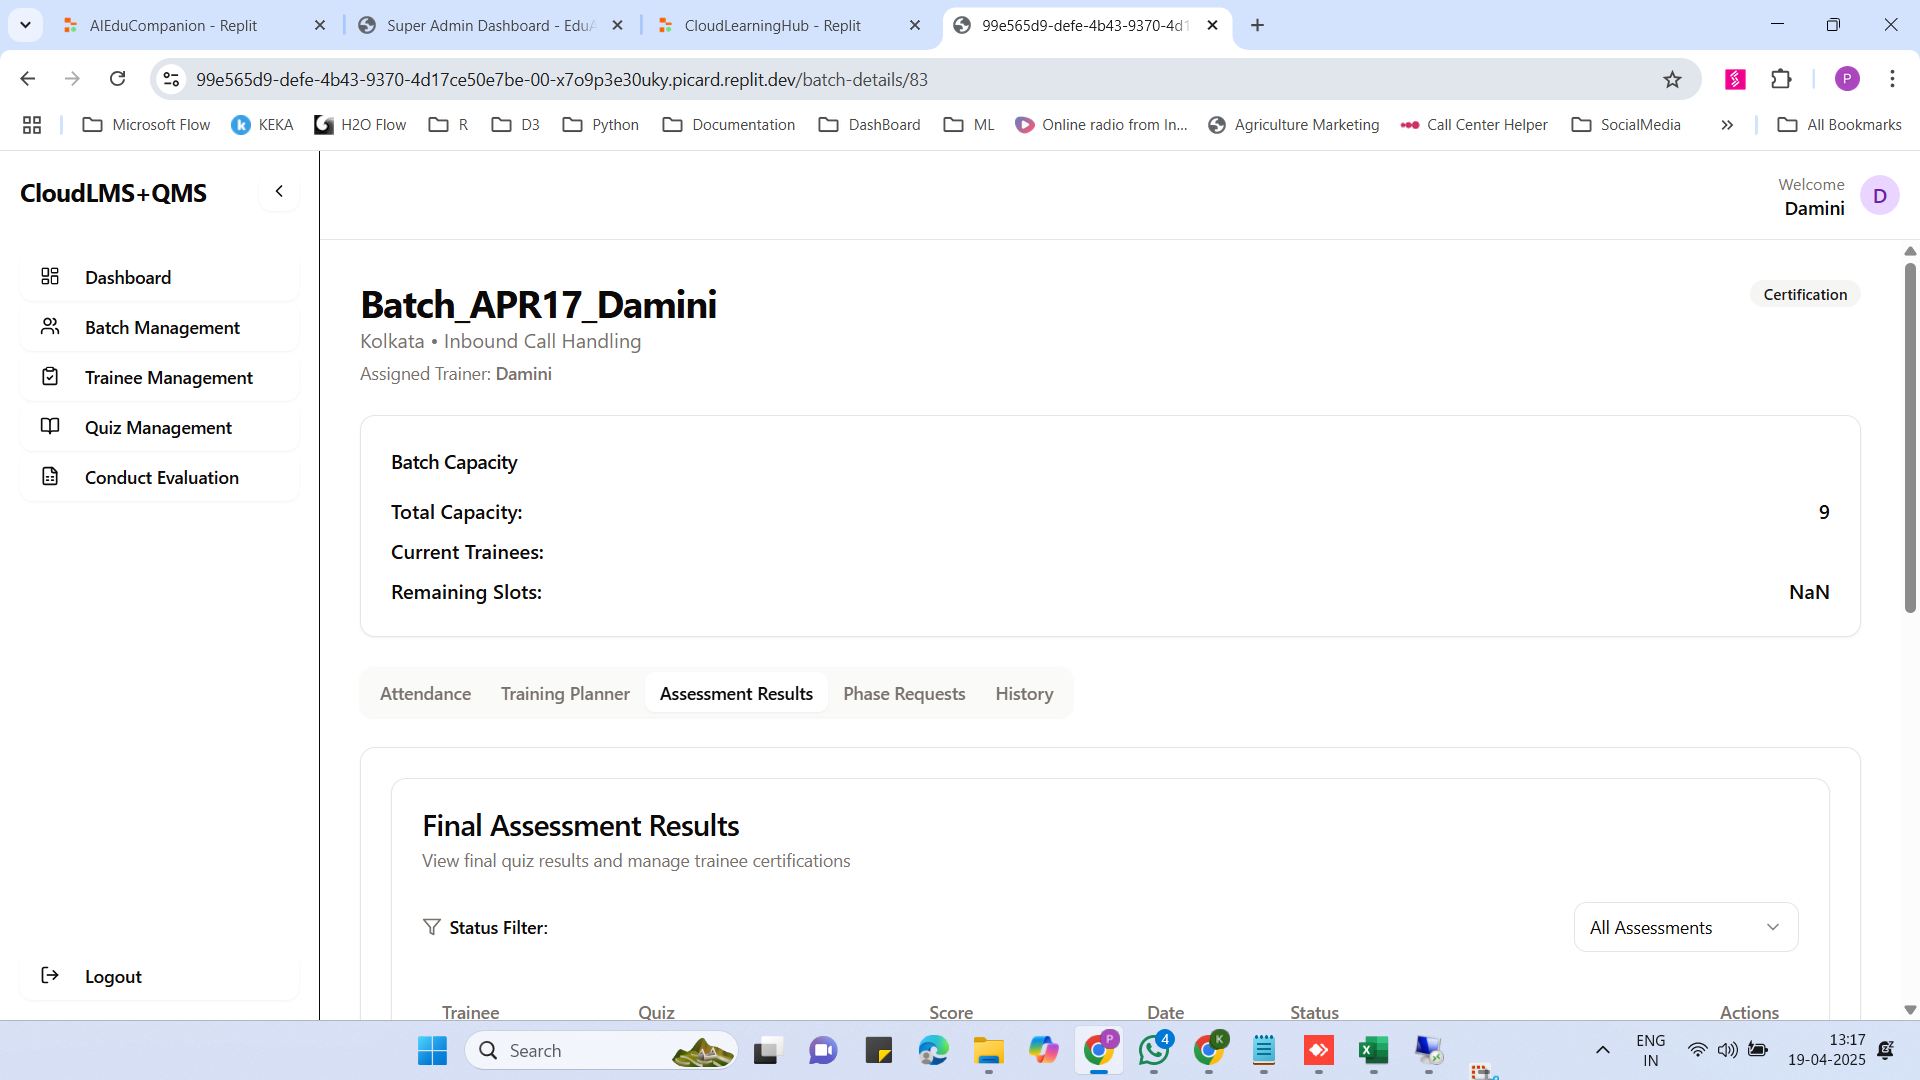 AIEduCompanion - Replit
Super Admin Dashboard - EduA
CloudLearningHub - Replit
99e565d9-defe-4b43-9370-4d1
99e565d9-defe-4b43-9370-4d17ce50e7be-00-x7o9p3e30uky.picard.replit.dev/batch-details/83
P
Microsoft Flow
KEKA
H2O Flow
R
D3
Python
Documentation
DashBoard
ML
Online radio from In...
Agriculture Marketing
Call Center Helper
SocialMedia
All Bookmarks
CloudLMS+QMS
Welcome
Damini
D
Dashboard
Batch Management
Trainee Management
Quiz Management
Conduct Evaluation
Logout
Batch_APR17_Damini
Certification
Kolkata • Inbound Call Handling
Assigned Trainer: Damini
Batch Capacity
Total Capacity: 9
Current Trainees:
Remaining Slots: NaN
Attendance Training Planner Assessment Results Phase Requests History
Final Assessment Results
View final quiz results and manage trainee certifications
Status Filter:
All Assessments
Trainee Quiz Score Date Status Actions
Search
P
4
K
ENG
IN
13:17
19-04-2025